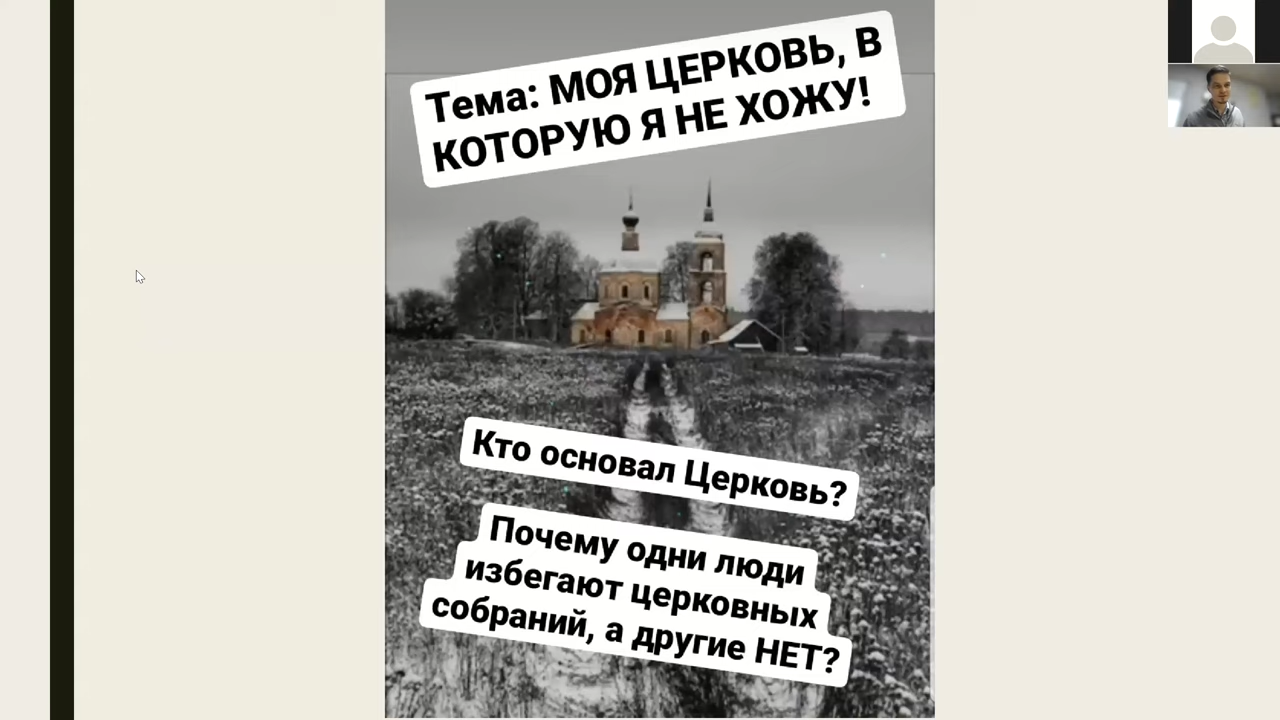 Тема: МОЯ ЦЕРКОВЬ, В
КОТОРУЮ Я НЕ ХОЖУ!
Кто основал Церковь?
Почему одни люди
избегают церковных
собраний, а другие НЕТ?